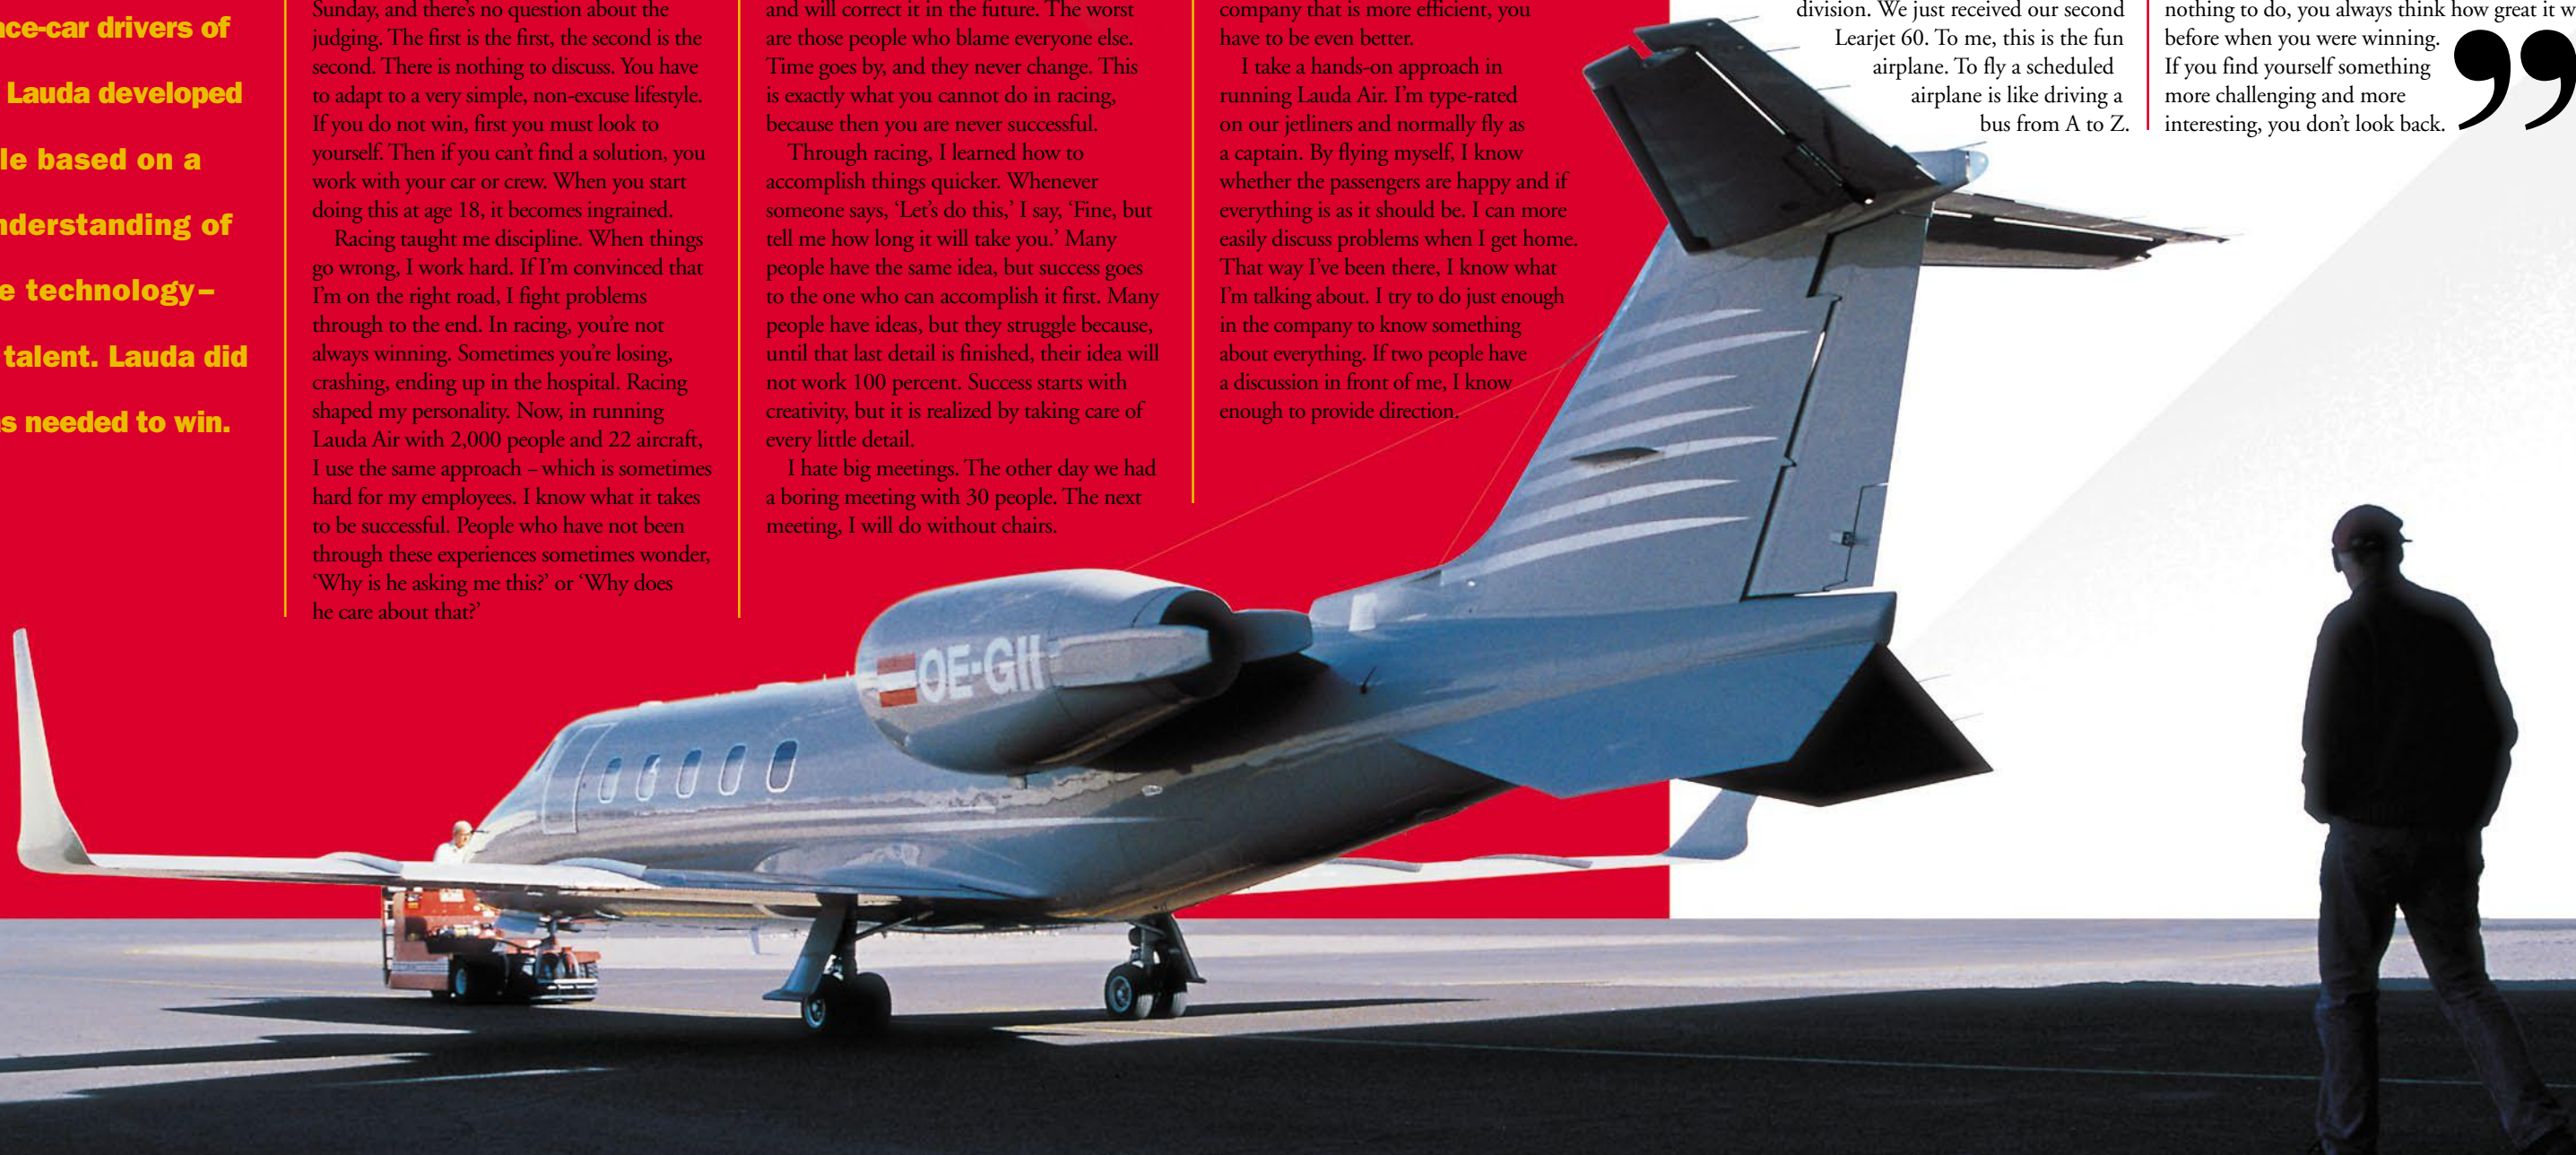 ace-car drivers of
Lauda developed
le based on a
nderstanding of
e technology–
talent. Lauda did
s needed to win.
Sunday, and there's no question about the
judging. The first is the first, the second is the
second. There is nothing to discuss. You have
to adapt to a very simple, non-excuse lifestyle.
If you do not win, first you must look to
yourself. Then if you can't find a solution, you
work with your car or crew. When you start
doing this at age 18, it becomes ingrained.
Racing taught me discipline. When things
go wrong, I work hard. If I'm convinced that
I'm on the right road, I fight problems
through to the end. In racing, you're not
always winning. Sometimes you're losing,
crashing, ending up in the hospital. Racing
shaped my personality. Now, in running
Lauda Air with 2,000 people and 22 aircraft,
I use the same approach – which is sometimes
hard for my employees. I know what it takes
to be successful. People who have not been
through these experiences sometimes wonder,
‘Why is he asking me this?’ or ‘Why does
he care about that?’
and will correct it in the future. The worst
are those people who blame everyone else.
Time goes by, and they never change. This
is exactly what you cannot do in racing,
because then you are never successful.
Through racing, I learned how to
accomplish things quicker. Whenever
someone says, ‘Let's do this,’ I say, ‘Fine, but
tell me how long it will take you.’ Many
people have the same idea, but success goes
to the one who can accomplish it first. Many
people have ideas, but they struggle because,
until that last detail is finished, their idea will
not work 100 percent. Success starts with
creativity, but it is realized by taking care of
every little detail.
I hate big meetings. The other day we had
a boring meeting with 30 people. The next
meeting, I will do without chairs.
company that is more efficient, you
have to be even better.
I take a hands-on approach in
running Lauda Air. I'm type-rated
on our jetliners and normally fly as
a captain. By flying myself, I know
whether the passengers are happy and if
everything is as it should be. I can more
easily discuss problems when I get home.
That way I've been there, I know what
I'm talking about. I try to do just enough
in the company to know something
about everything. If two people have
a discussion in front of me, I know
enough to provide direction.
division. We just received our second
Learjet 60. To me, this is the fun
airplane. To fly a scheduled
airplane is like driving a
bus from A to Z.
nothing to do, you always think how great it w
before when you were winning.
If you find yourself something
more challenging and more
interesting, you don't look back.
”
OE-GII